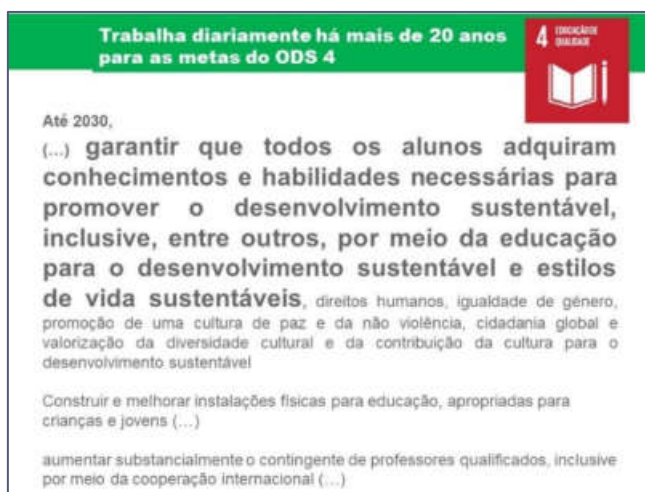 Trabalha diariamente há mais de 20 anos
para as metas do ODS 4
4 EDUCAÇÃO DE
QUALIDADE
Até 2030,
(...) garantir que todos os alunos adquiram
conhecimentos e habilidades necessárias para
promover o desenvolvimento sustentável,
inclusive, entre outros, por meio da educação
para o desenvolvimento sustentável e estilos
de vida sustentáveis, direitos humanos, igualdade de género,
promoção de uma cultura de paz e da não violência, cidadania global e
valorização da diversidade cultural e da contribuição da cultura para o
desenvolvimento sustentável
Construir e melhorar instalações físicas para educação, apropriadas para
crianças e jovens (...)
aumentar substancialmente o contingente de professores qualificados, inclusive
por meio da cooperação internacional (...)